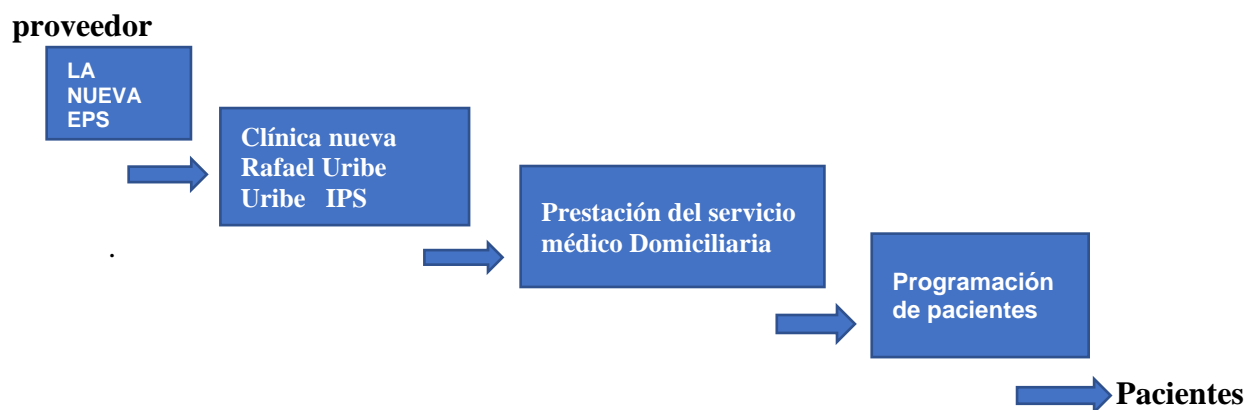 proveedor
LA
NUEVA
EPS
Clínica nueva
Rafael Uribe
Uribe IPS
.
Prestación del servicio
médico Domiciliaria
Programación
de pacientes
Pacientes